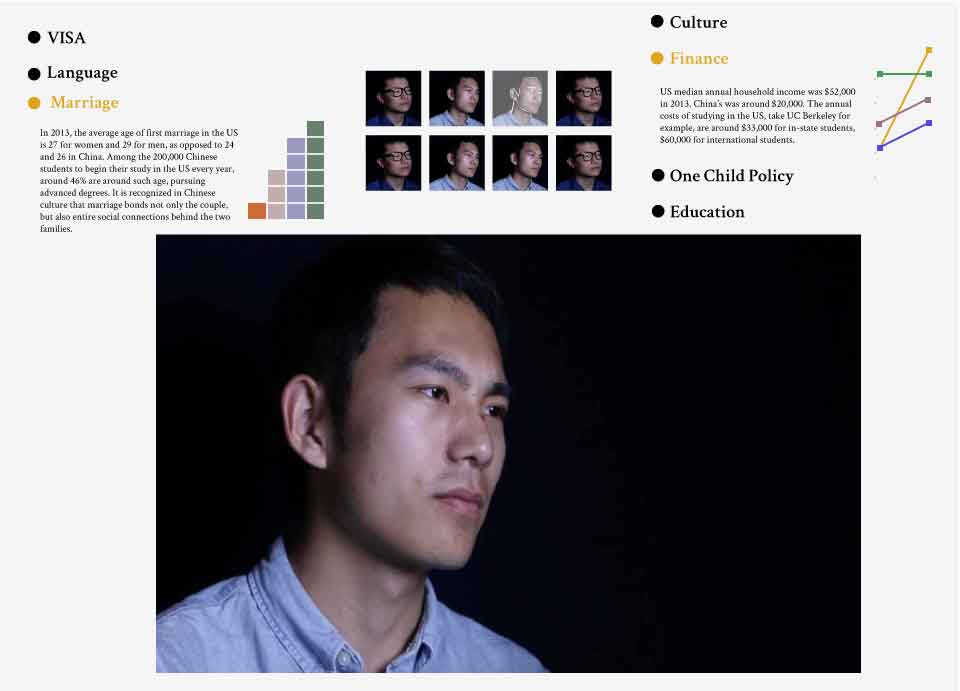 VISA
Language
Marriage
In 2013, the average age of first marriage in the US
is 27 for women and 29 for men, as opposed to 24
and 26 in China. Among the 200,000 Chinese
students to begin their study in the US every year,
around 46% are around such age, pursuing
advanced degrees. It is recognized in Chinese
culture that marriage bonds not only the couple,
but also entire social connections behind the two
families.
Culture
Finance
US median annual household income was $52,000
in 2013. China's was around $20,000. The annual
costs of studying in the US, take UC Berkeley for
example, are around $33,000 for in-state students,
$60,000 for international students.
One Child Policy
Education